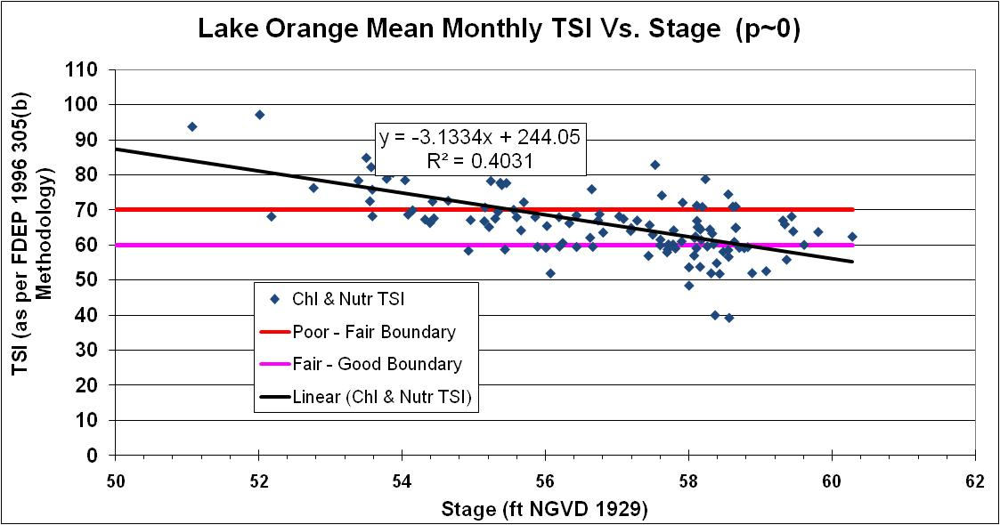 Lake Orange Mean Monthly TSI Vs. Stage (p~0)
TSI (as per FDEP 1996 305(b)
Methodology)
110
100
90
80
70
60
50
40
30
20
10
0
y = -3.1334x + 244.05
R² = 0.4031
Chl & Nutr TSI
Poor - Fair Boundary
Fair - Good Boundary
Linear (Chl & Nutr TSI)
50 52 54 56 58 60 62
Stage (ft NGVD 1929)